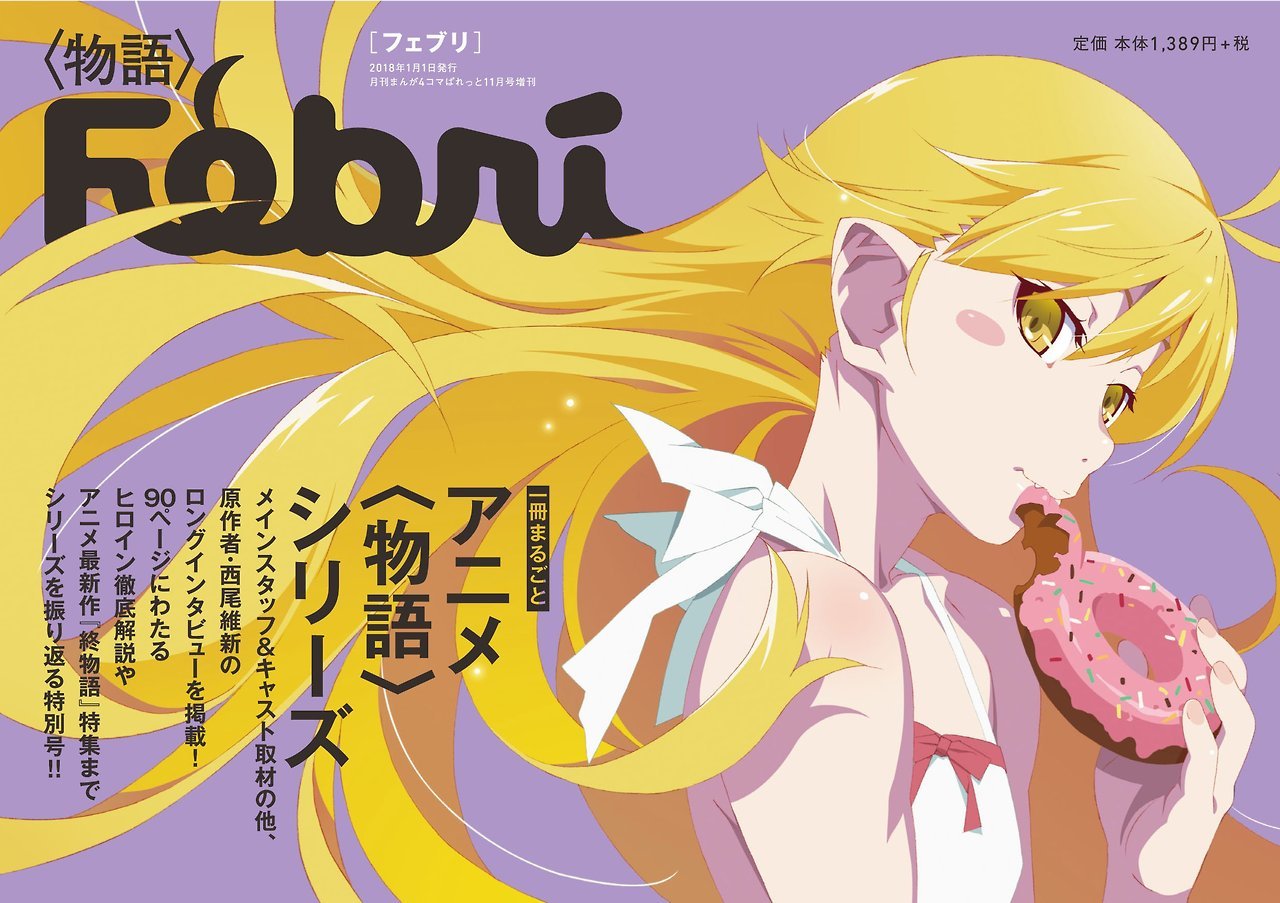 〈物語〉
Febri
[フェブリ]
2018年1月1日発行
月刊まんが4コマぱれっと11月号増刊
定価 本体1,389円+税
一冊まるごと
アニメ
〈物語〉
シリーズ
メインスタッフ&キャスト取材の他、
原作者・西尾維新の
ロングインタビューを掲載!
90ページにわたる
ヒロイン徹底解説や
アニメ最新作『終物語』特集まで
シリーズを振り返る特別号!!